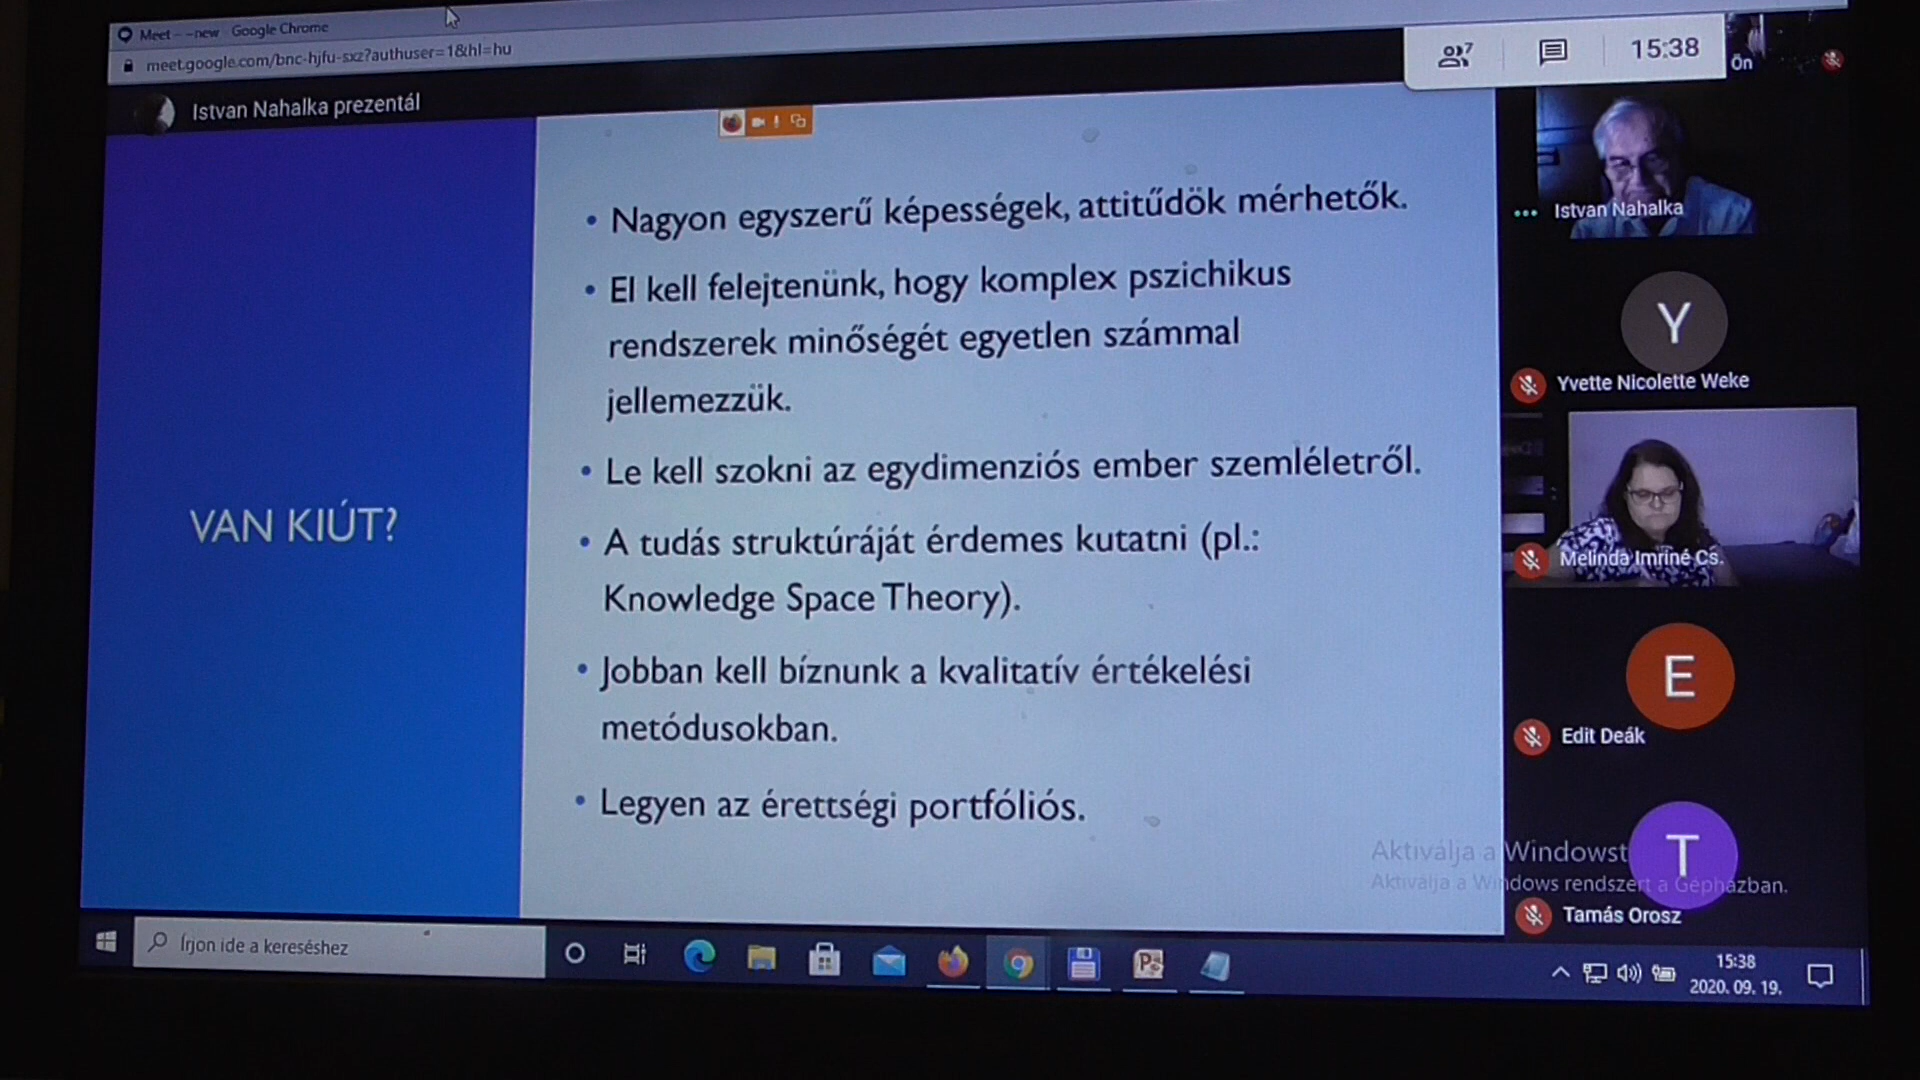 Meet - -new - Google Chrome
meet.google.com/bnc-hjfu-sxz?authuser=1&hl=hu
Istvan Nahalka prezentál
7
15:38
Ön
VAN KIÚT?
• Nagyon egyszerű képességek, attitűdök mérhetők.
• El kell felejtenünk, hogy komplex pszichikus
rendszerek minőségét egyetlen számmal
jellemezzük.
• Le kell szokni az egydimenziós ember szemléletről.
• A tudás struktúráját érdemes kutatni (pl.:
Knowledge Space Theory).
• Jobban kell bíznunk a kvalitatív értékelési
metódusokban.
• Legyen az érettségi portfóliós.
Istvan Nahalka
Y
Yvette Nicolette Weke
Melinda Imriné Cs.
E
Edit Deák
T
Tamás Orosz
Aktiválja a Windowst
Aktiválja a Windows rendszert a Gépházban.
Írjon ide a kereséshez
15:38
2020. 09. 19.